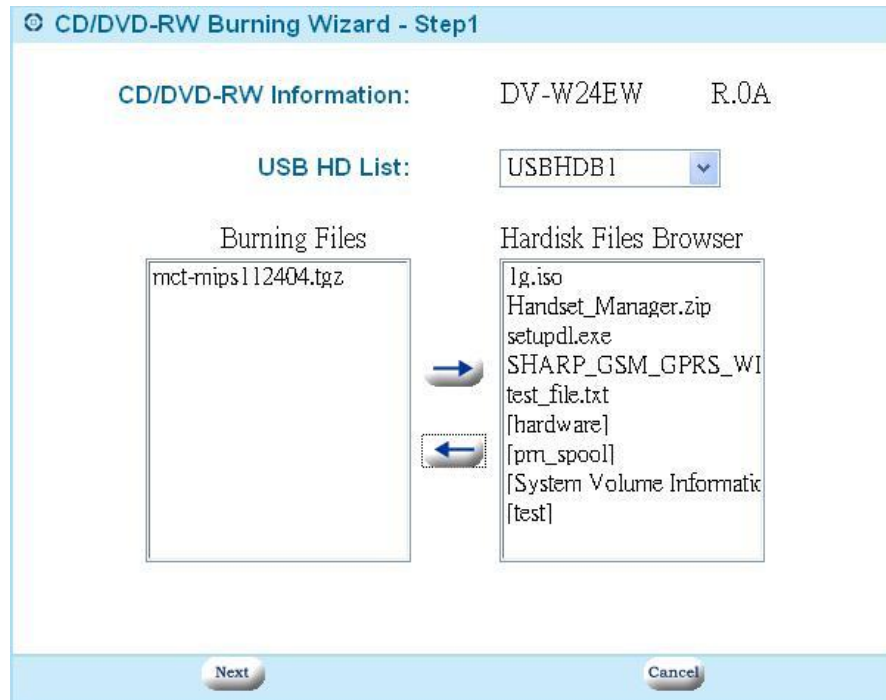 CD/DVD-RW Burning Wizard - Step1
CD/DVD-RW Information: DV-W24EW R.0A
USB HD List: USBHDB1
Burning Files
mct-mips112404.tgz
Hardisk Files Browser
1g.iso
Handset_Manager.zip
setupdl.exe
SHARP_GSM_GPRS_WI
test_file.txt
[hardware]
[prn_spool]
[System Volume Informatic
[test]
Next
Cancel